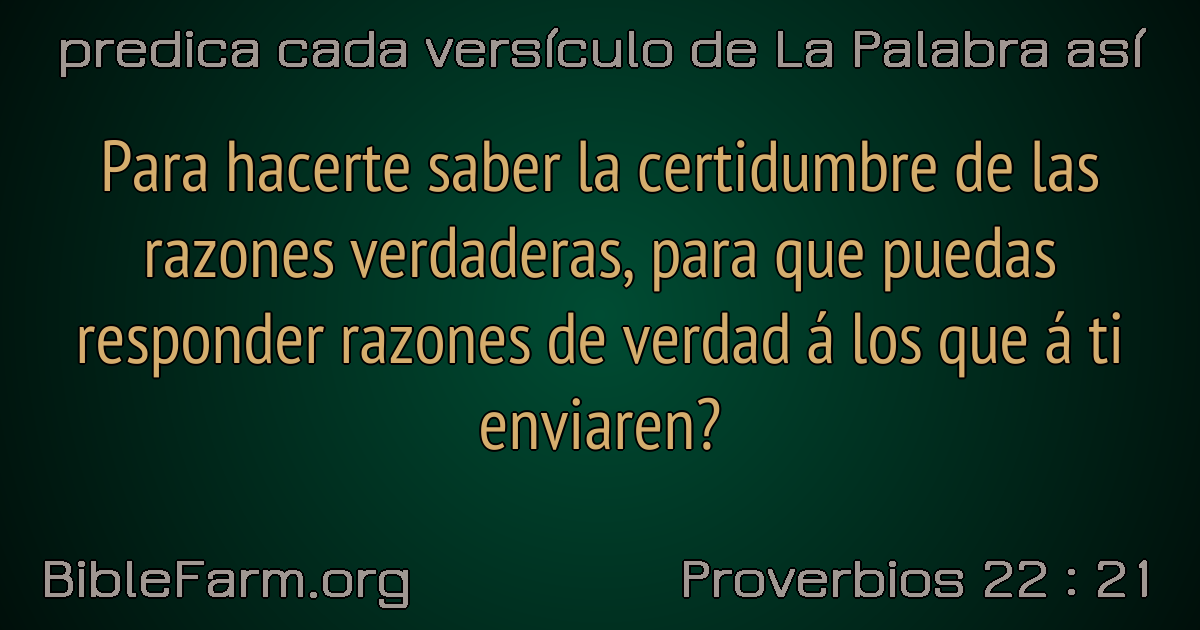 predica cada versículo de La Palabra así
Para hacerte saber la certidumbre de las
razones verdaderas, para que puedas
responder razones de verdad á los que á ti
enviaren?
BibleFarm.org
Proverbios 22 : 21